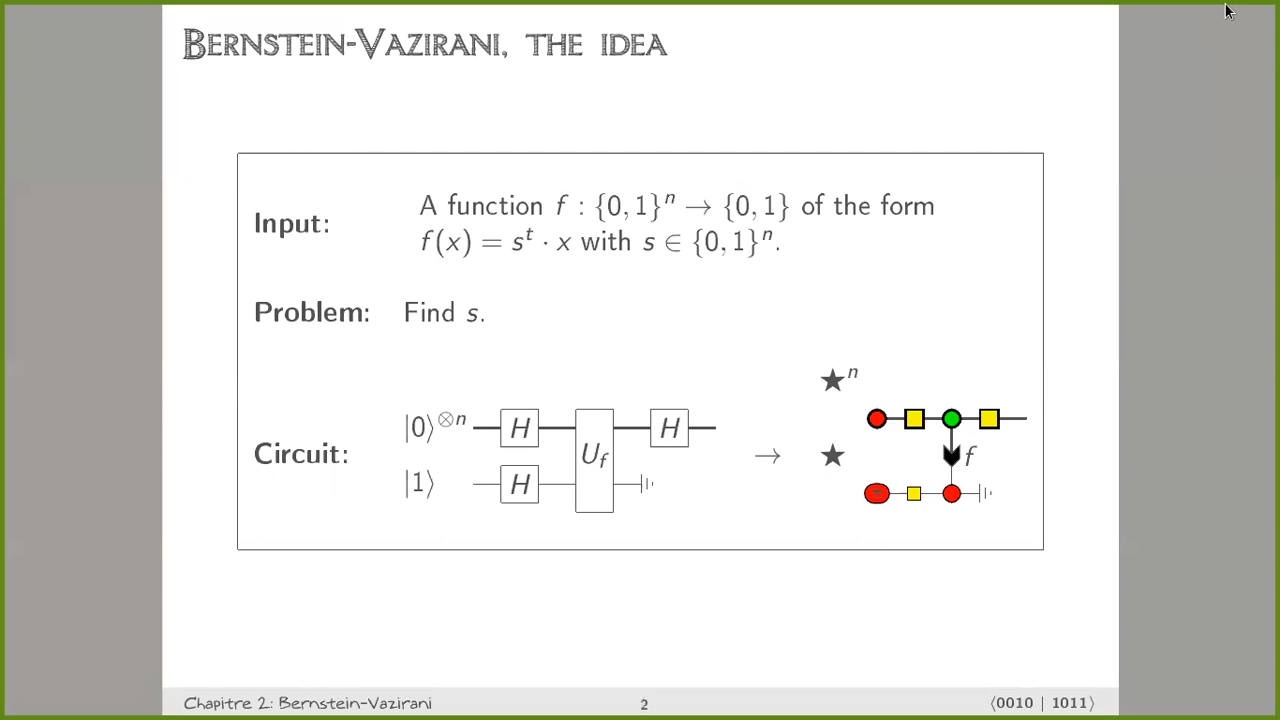 Bernstein-Vazirani, the idea
Input: A function f : {0, 1}ⁿ → {0, 1} of the form
f(x) = sᵗ · x with s ∈ {0, 1}ⁿ.
Problem: Find s.
★ⁿ
|0⟩^⊗n H H
Circuit: U_f → ★ f
|1⟩ H
Chapitre 2: Bernstein-Vazirani 2 ⟨0010 | 1011⟩